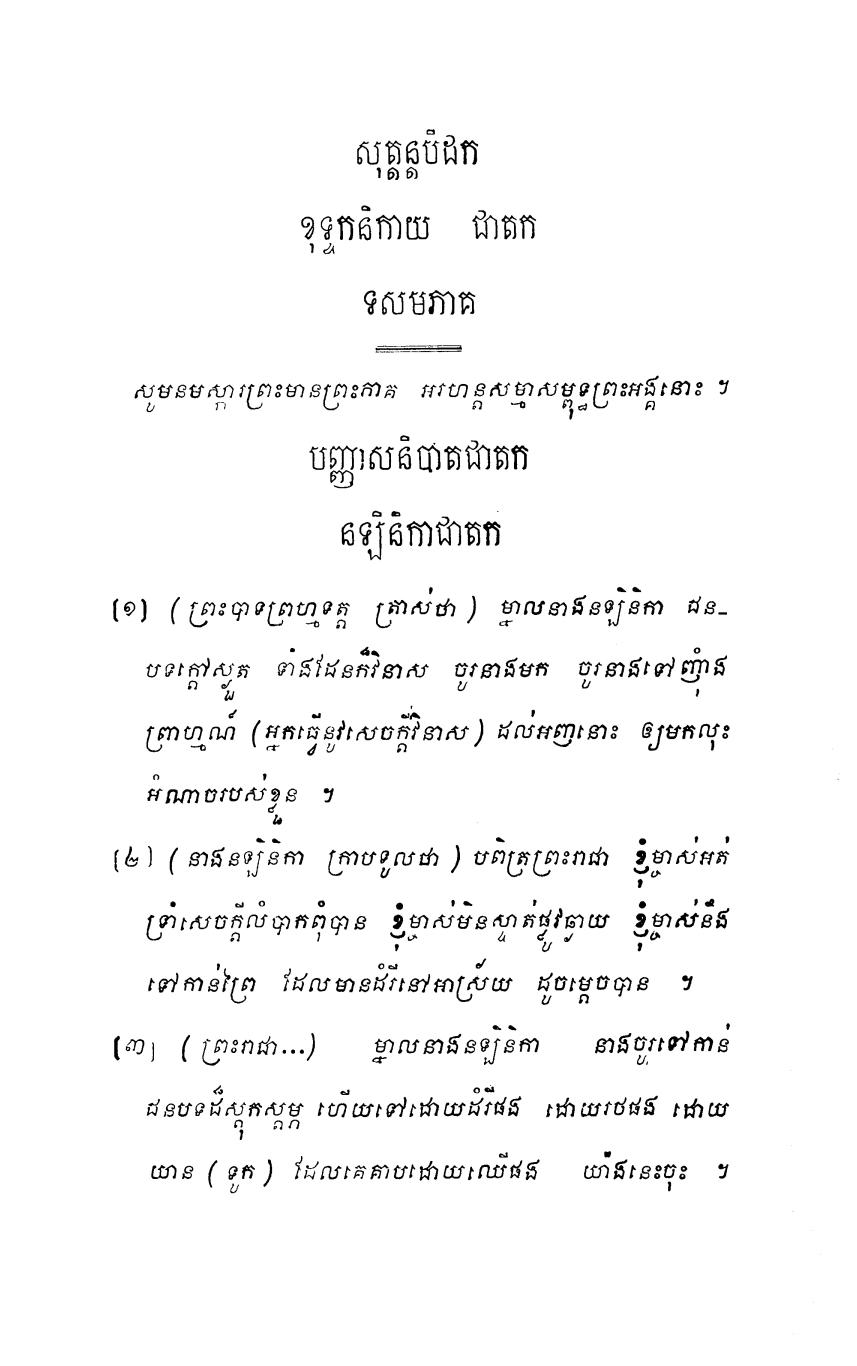 សុត្តន្តបិដក
ខុទ្ទកនិកាយ ជាតក
ទសមភាគ
សូមនមស្ការព្រះមានព្រះភាគ អរហន្តសម្មាសម្ពុទ្ធព្រះអង្គនោះ ។
បញ្ញាសនិបាតជាតក
នឡិនិកាជាតក
[១] (ព្រះបាទព្រហ្មទត្ត ត្រាស់ថា) ម្នាលនាងនឡិនិកា ជន-
បទក្តៅស្ងួត ទាំងដែនក៏វិនាស ចូរនាងមក ចូរនាងទៅញុំាង
ព្រាហ្មណ៍ (អ្នកធ្វើនូវសេចក្តីវិនាស) ដល់អញនោះ ឲ្យមកលុះ
អំណាចរបស់ខ្លួន ។
[២] (នាងនឡិនិកា ក្រាបទូលថា) បពិត្រព្រះរាជា ខ្ញុំម្ចាស់អត់
ទ្រាំសេចក្តីលំបាកពុំបាន ខ្ញុំម្ចាស់មិនស្ទាត់ផ្លូវឆ្ងាយ ខ្ញុំម្ចាស់នឹង
ទៅកាន់ព្រៃ ដែលមានដំរីនៅអាស្រ័យ ដូចម្តេចបាន ។
[៣] (ព្រះរាជា...) ម្នាលនាងនឡិនិកា នាងចូរទៅកាន់
ជនបទដ៏ស្តុកស្តម្ភ ហើយទៅដោយដំរីផង ដោយរថផង ដោយ
យាន (ទូក) ដែលគេតាបដោយឈើផង យ៉ាងនេះចុះ ។